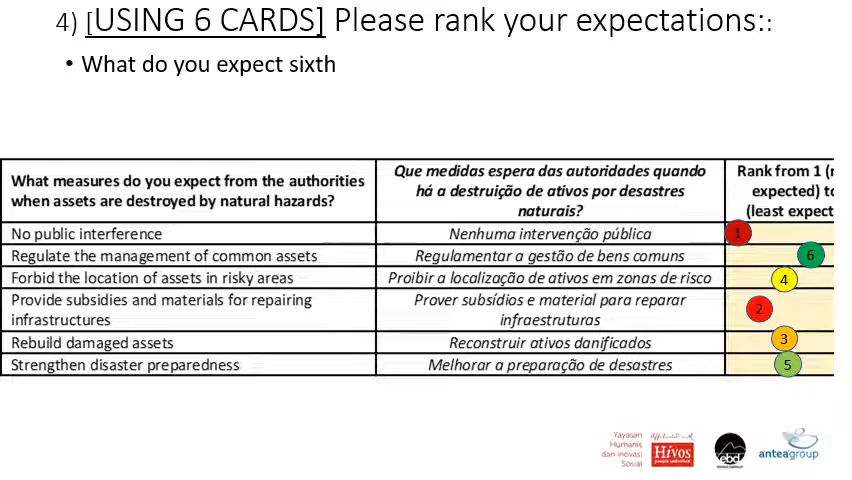 4) [USING 6 CARDS] Please rank your expectations::
• What do you expect sixth
What measures do you expect from the authorities
when assets are destroyed by natural hazards?
Que medidas espera das autoridades quando
há a destruição de ativos por desastres
naturais?
Rank from 1 (
expected) to
(least expect
No public interference
Nenhuma intervenção pública
1
Regulate the management of common assets
Regulamentar a gestão de bens comuns
6
Forbid the location of assets in risky areas
Proibir a localização de ativos em zonas de risco
4
Provide subsidies and materials for repairing
infrastructures
Prover subsídios e material para reparar
infraestruturas
2
Rebuild damaged assets
Reconstruir ativos danificados
3
Strengthen disaster preparedness
Melhorar a preparação de desastres
5
Yayasan
Humanis
dan inovasi
Sosial
Affiliated with
Hivos
people unlimited
ebd
anteagroup